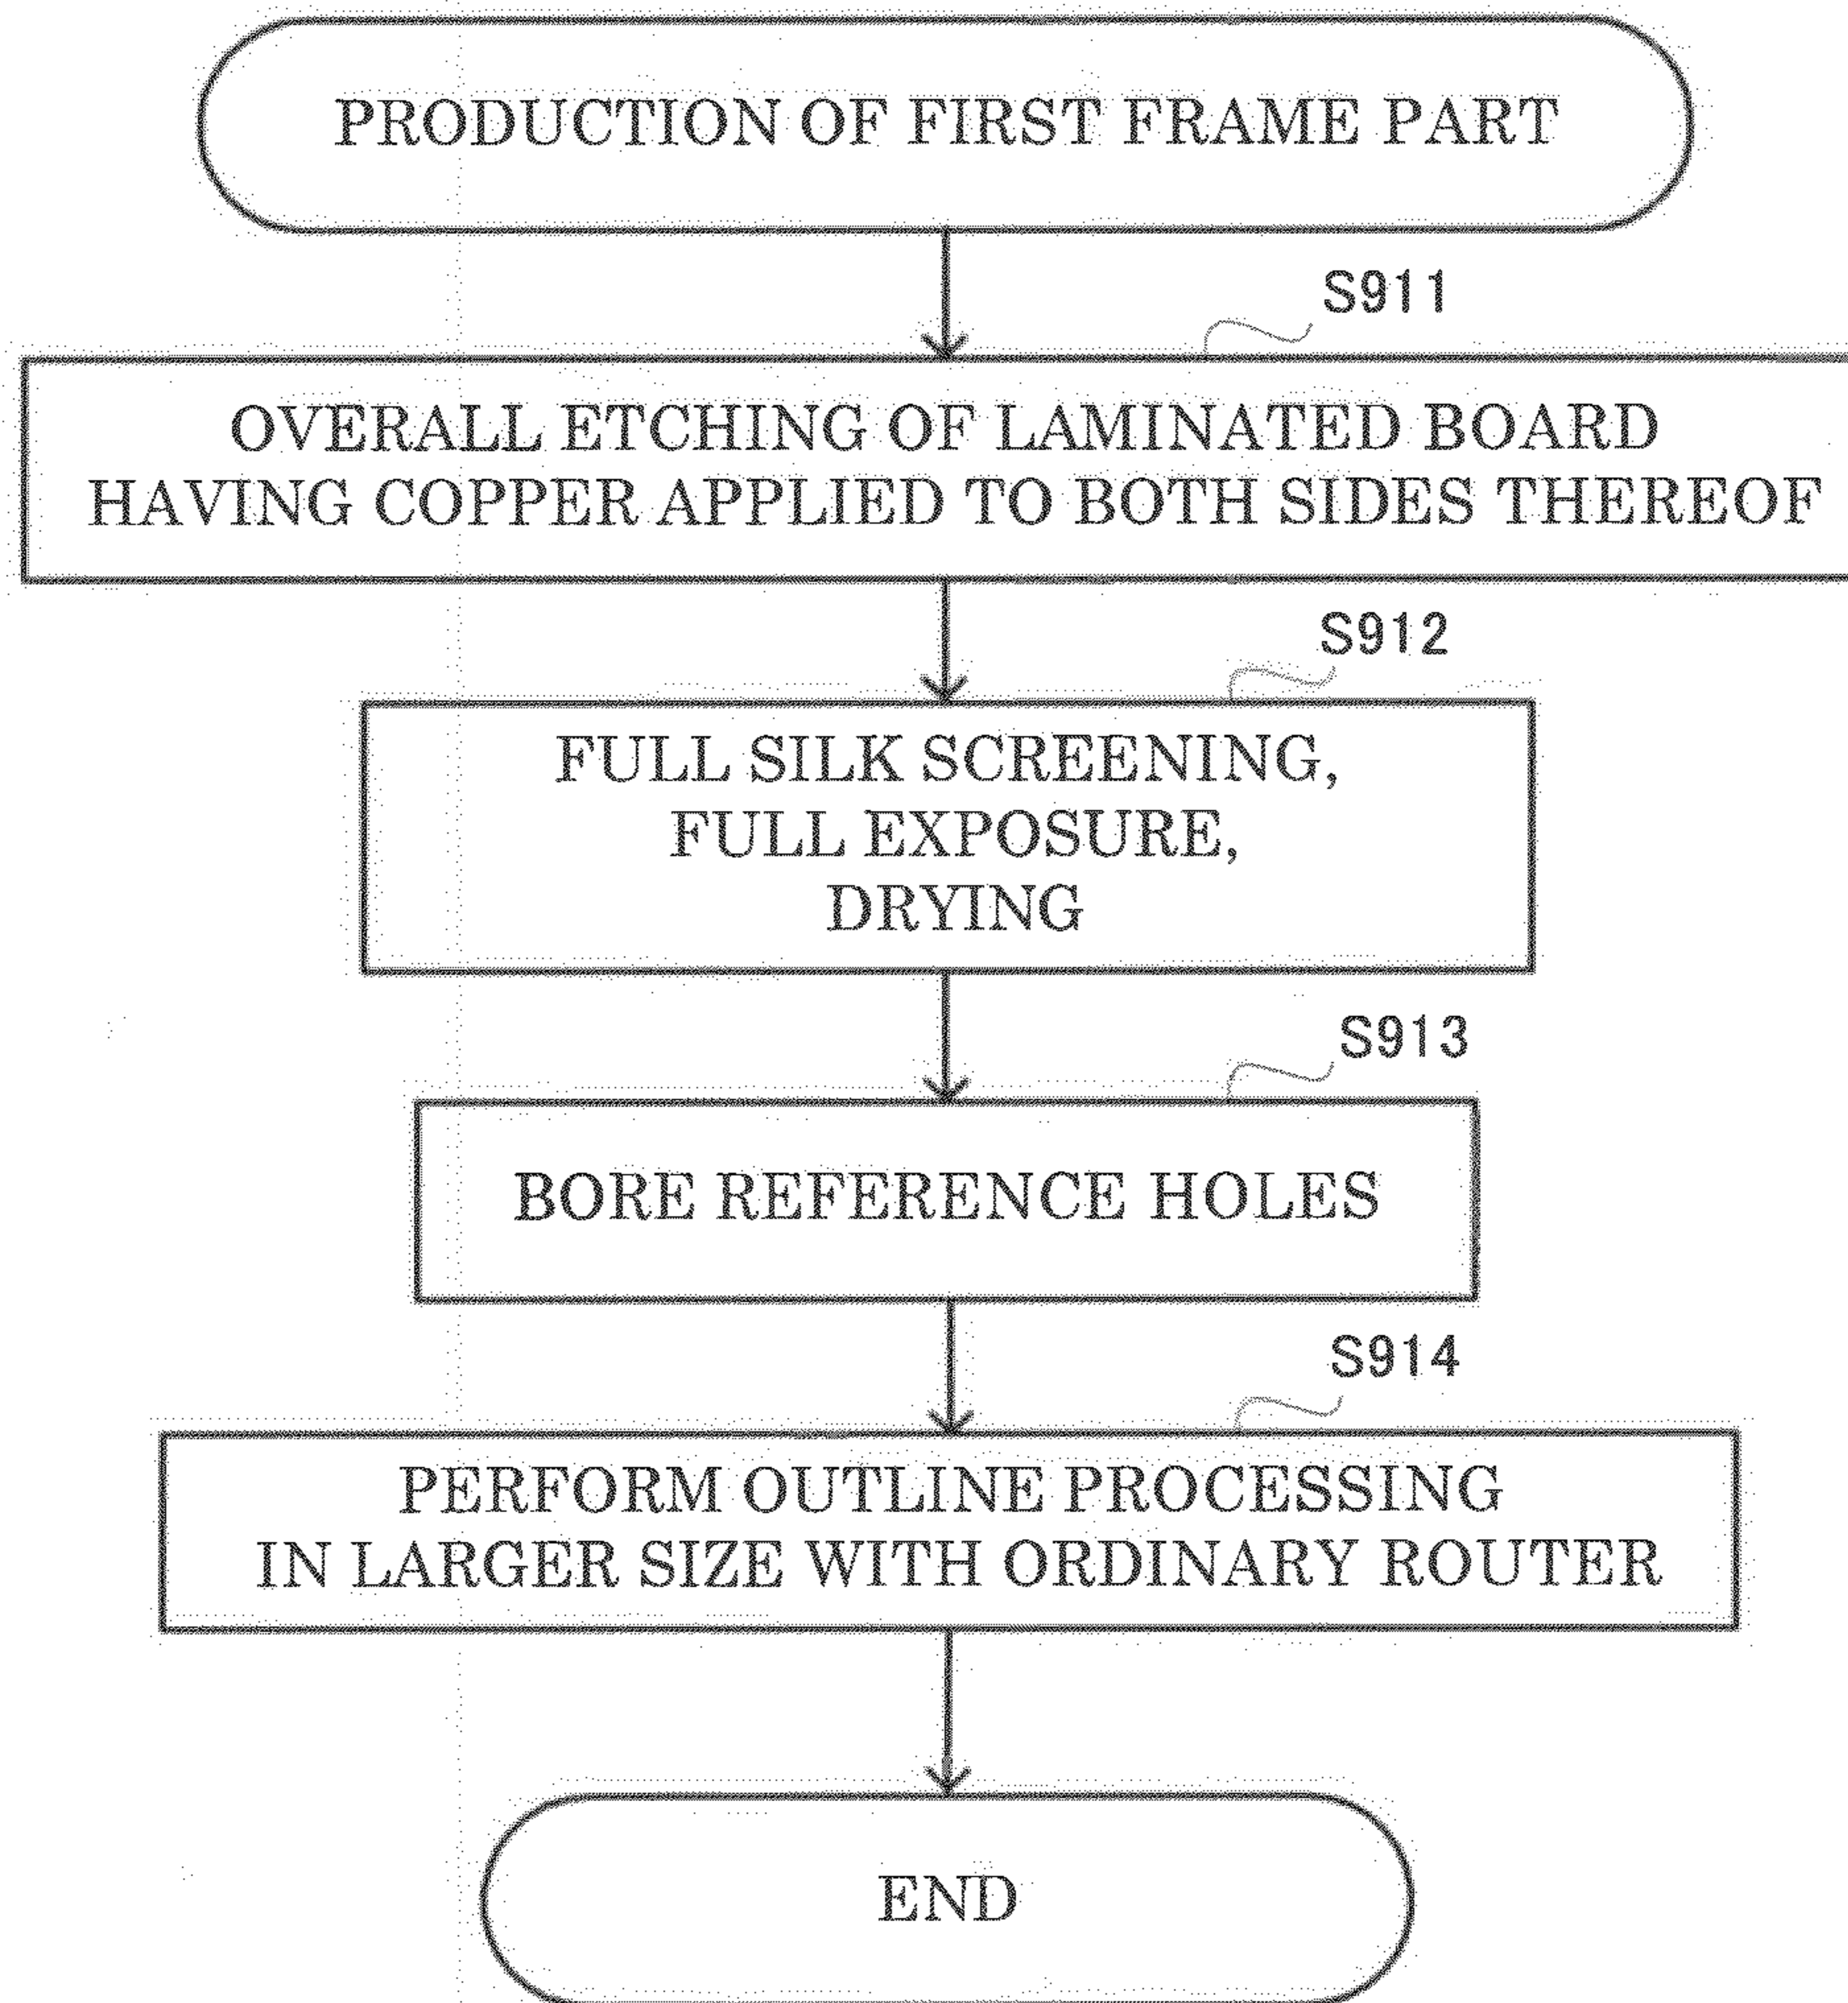 PRODUCTION OF FIRST FRAME PART
S911
OVERALL ETCHING OF LAMINATED BOARD
HAVING COPPER APPLIED TO BOTH SIDES THEREOF
S912
FULL SILK SCREENING,
FULL EXPOSURE,
DRYING
S913
BORE REFERENCE HOLES
S914
PERFORM OUTLINE PROCESSING
IN LARGER SIZE WITH ORDINARY ROUTER
END